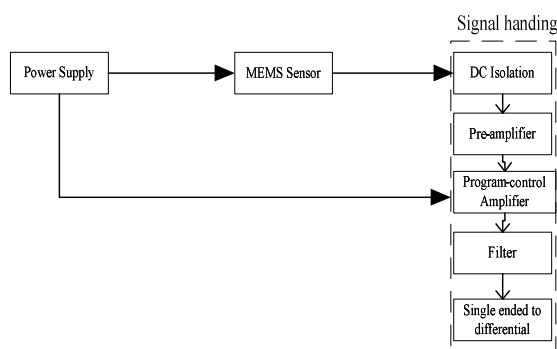 Signal handing
Power Supply
MEMS Sensor
DC Isolation
Pre-amplifier
Program-control
Amplifier
Filter
Single ended to
differential